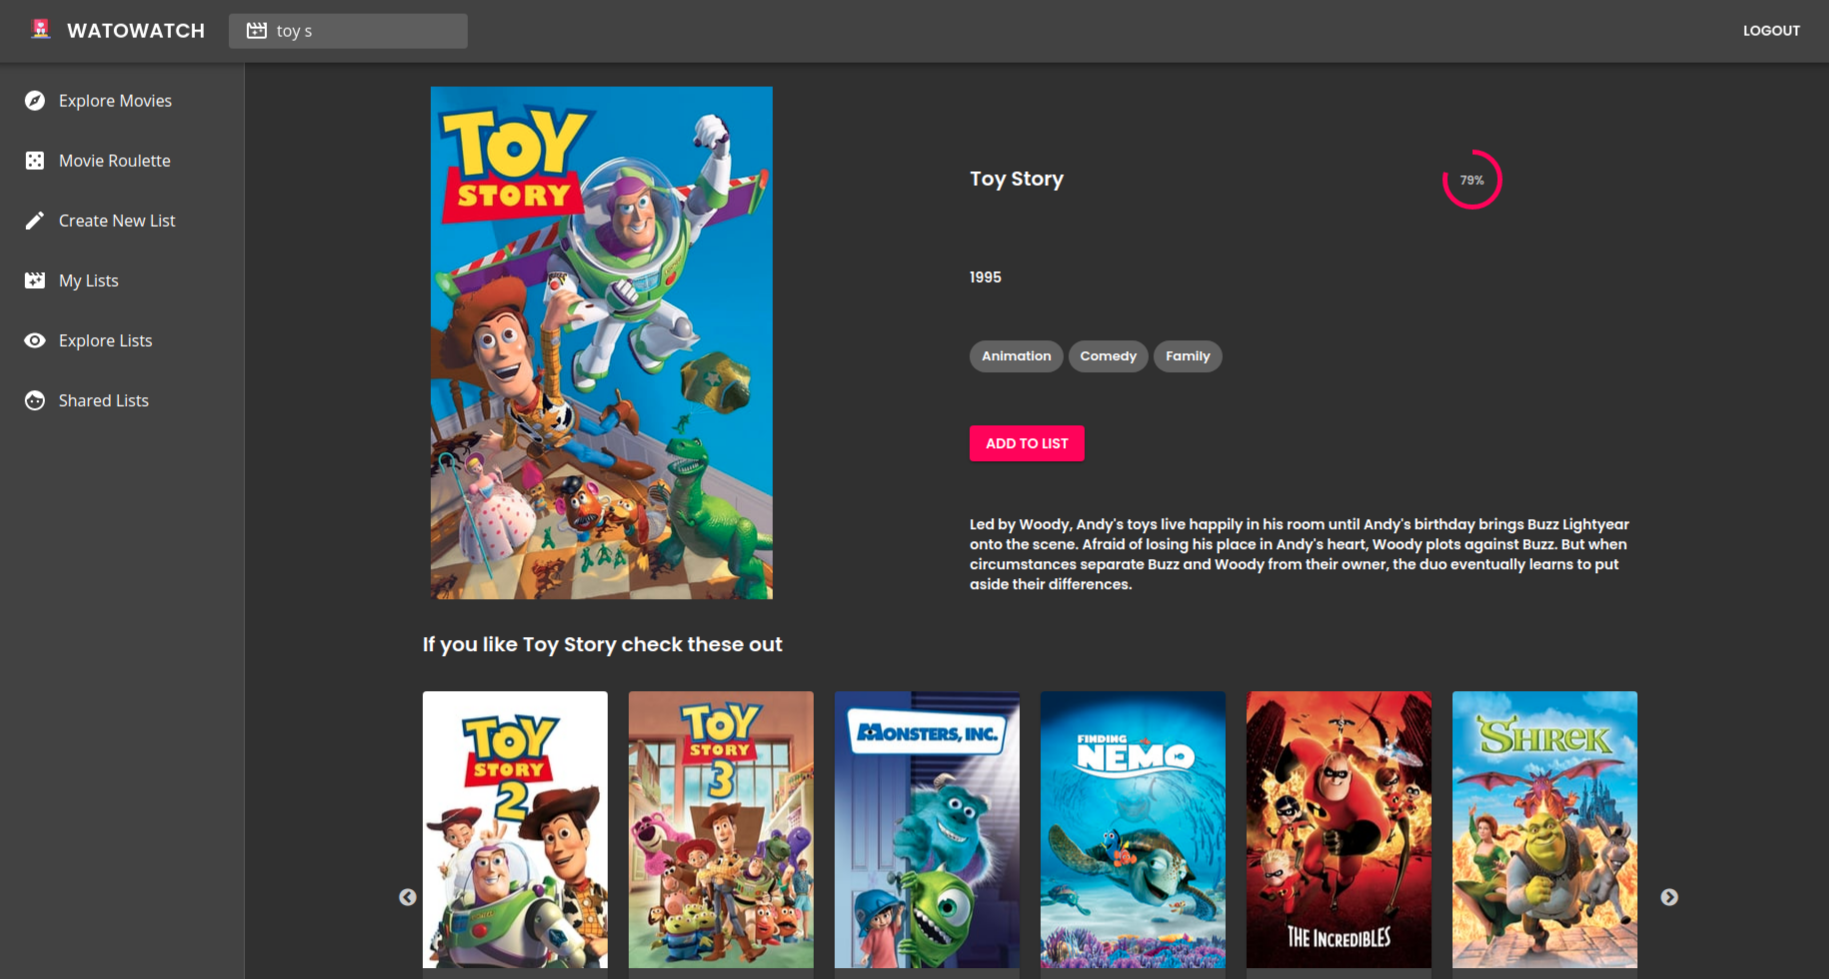 WATOWATCH
toy s
LOGOUT
Explore Movies
Movie Roulette
Create New List
My Lists
Explore Lists
Shared Lists
TOY
STORY
Toy Story
79%
1995
Animation Comedy Family
ADD TO LIST
Led by Woody, Andy's toys live happily in his room until Andy's birthday brings Buzz Lightyear
onto the scene. Afraid of losing his place in Andy's heart, Woody plots against Buzz. But when
circumstances separate Buzz and Woody from their owner, the duo eventually learns to put
aside their differences.
If you like Toy Story check these out
TOY
STORY
2
TOY
STORY
3
MONSTERS, INC.
FINDING
NEMO
THE INCREDIBLES
SHREK